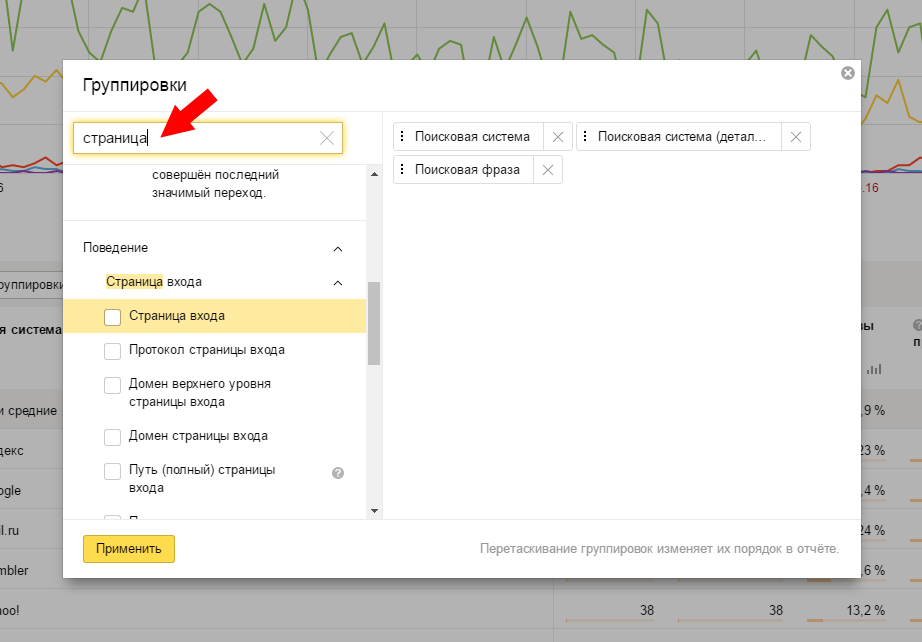 Группировки
страница
совершён последний
значимый переход.
Поведение
Страница входа
Страница входа
Протокол страницы входа
Домен верхнего уровня
страницы входа
Домен страницы входа
Путь (полный) страницы
входа
Поисковая система
Поисковая система (детал...
Поисковая фраза
Применить
Перетаскивание группировок изменяет их порядок в отчёте.
6
.16
руппировки
я система
ы
п
и средние
,9 %
декс
23 %
ogle
,4 %
il.ru
24 %
mbler
,6 %
hoo!
38
38
13,2 %